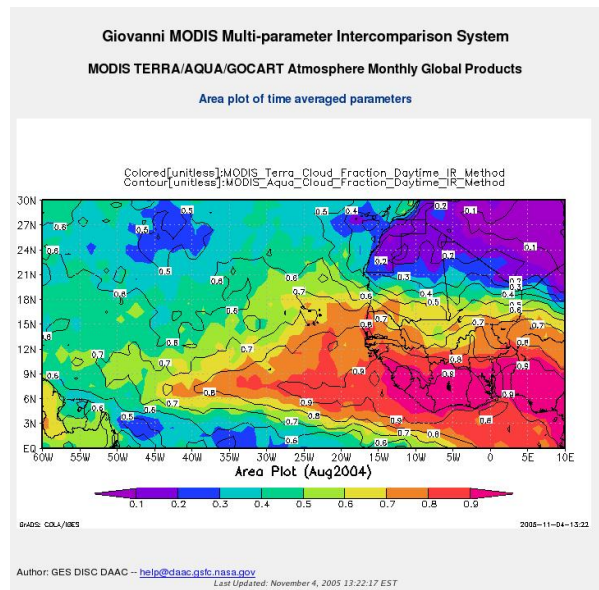 Giovanni MODIS Multi-parameter Intercomparison System
MODIS TERRA/AQUA/GOCART Atmosphere Monthly Global Products
Area plot of time averaged parameters
Colored[unitless]:MODIS_Terra_Cloud_Fraction_Daytime_IR_Method
Contour[unitless]:MODIS_Aqua_Cloud_Fraction_Daytime_IR_Method
30N
27N
24N
21N
18N
15N
12N
9N
6N
3N
EQ
60W 55W 50W 45W 40W 35W 30W 25W 20W 15W 10W 5W 0 5E 10E
Area Plot (Aug2004)
0.1 0.2 0.3 0.4 0.5 0.6 0.7 0.8 0.9
GrADS: COLA/IGES 2005-11-04-13:22
Author: GES DISC DAAC -- help@daac.gsfc.nasa.gov
Last Updated: November 4, 2005 13:22:17 EST